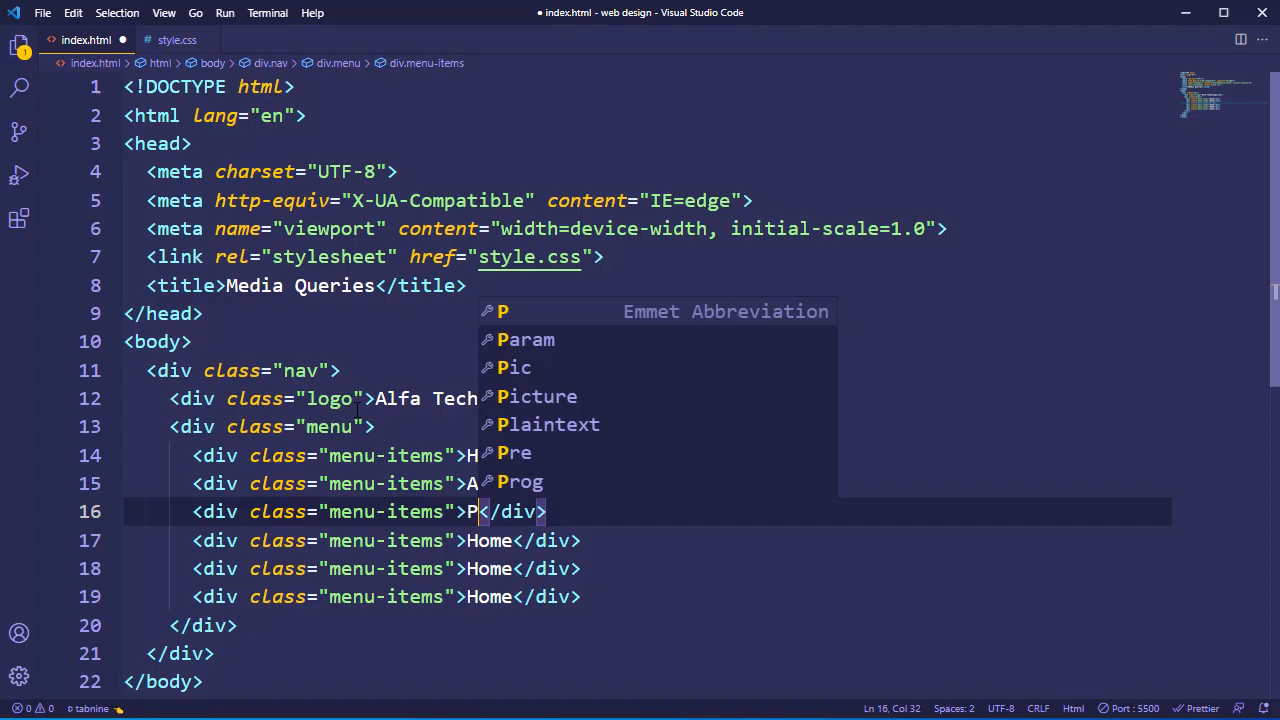 File Edit Selection View Go Run Terminal Help ● index.html - web design - Visual Studio Code
index.html ● # style.css
index.html > html > body > div.nav > div.menu > div.menu-items
1 <!DOCTYPE html>
2 <html lang="en">
3 <head>
4 <meta charset="UTF-8">
5 <meta http-equiv="X-UA-Compatible" content="IE=edge">
6 <meta name="viewport" content="width=device-width, initial-scale=1.0">
7 <link rel="stylesheet" href="style.css">
8 <title>Media Queries</title>
9 </head>
P Emmet Abbreviation
10 <body>
Param
11 <div class="nav">
Pic
12 <div class="logo">Alfa Tech
Picture
13 <div class="menu">
Plaintext
14 <div class="menu-items">H
Pre
15 <div class="menu-items">A
Prog
16 <div class="menu-items">P</div>
17 <div class="menu-items">Home</div>
18 <div class="menu-items">Home</div>
19 <div class="menu-items">Home</div>
20 </div>
21 </div>
22 </body>
1
0 0 tabnine 👈 Ln 16, Col 32 Spaces: 2 UTF-8 CRLF Html Port : 5500 Prettier